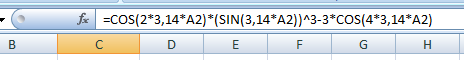 fx =COS(2*3,14*A2)*(SIN(3,14*A2))^3-3*COS(4*3,14*A2)
B C D E F G H